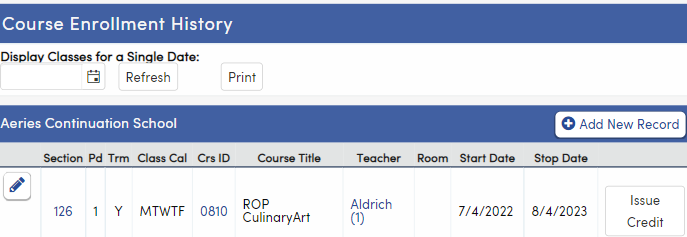 Course Enrollment History
Display Classes for a Single Date:
Refresh Print
Aeries Continuation School Add New Record
Section Pd Trm Class Cal Crs ID Course Title Teacher Room Start Date Stop Date
126 1 Y MTWTF 0810 ROP CulinaryArt Aldrich (1) 7/4/2022 8/4/2023 Issue Credit